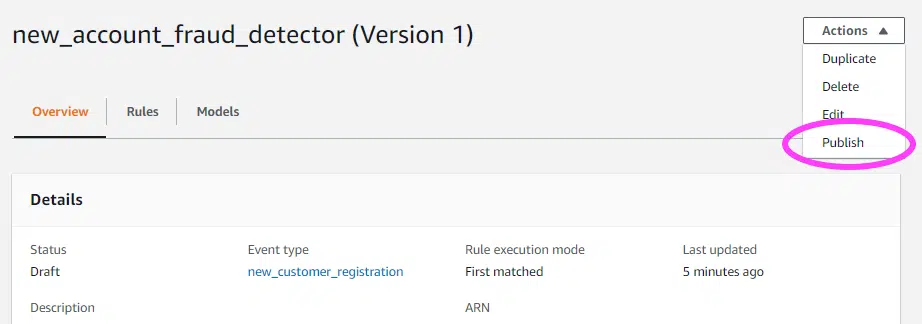 new_account_fraud_detector (Version 1)
Actions
Duplicate
Delete
Edit
Publish
Overview
Rules
Models
Details
Status
Event type
Rule execution mode
Last updated
Draft
new_customer_registration
First matched
5 minutes ago
Description
ARN